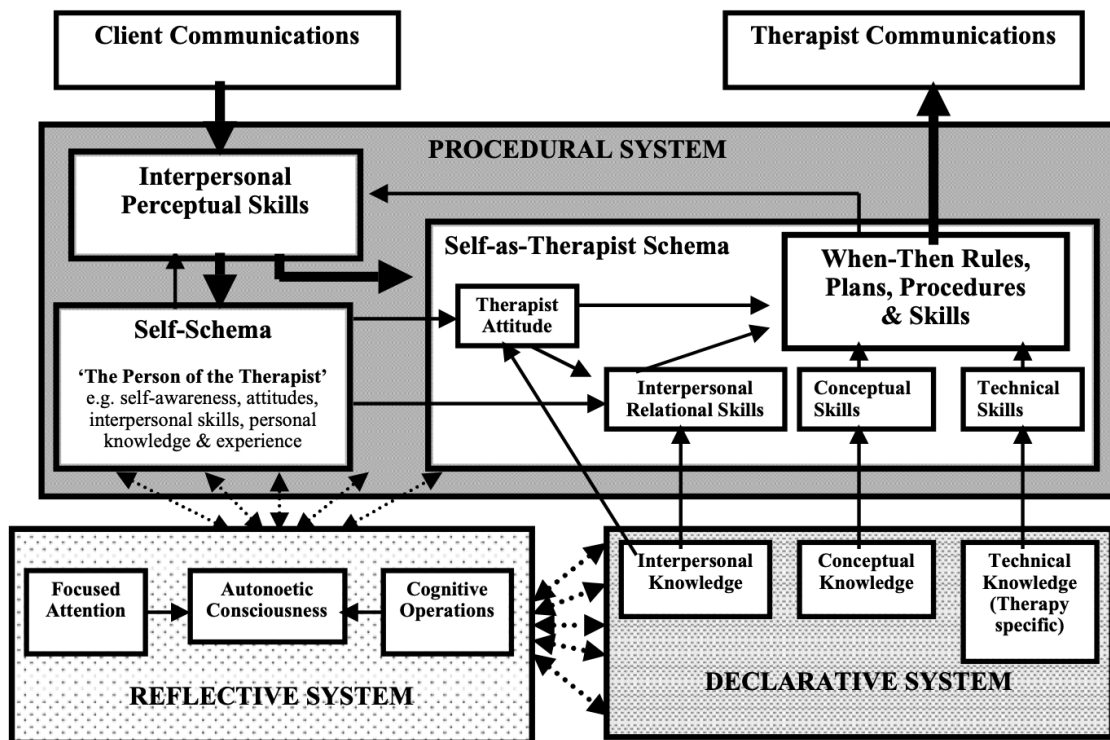 Client Communications
Therapist Communications
PROCEDURAL SYSTEM
Interpersonal
Perceptual Skills
Self-as-Therapist Schema
When-Then Rules,
Plans, Procedures
& Skills
Therapist
Attitude
Self-Schema
‘The Person of the Therapist’
e.g. self-awareness, attitudes,
interpersonal skills, personal
knowledge & experience
Interpersonal
Relational Skills
Conceptual
Skills
Technical
Skills
Focused
Attention
Autonoetic
Consciousness
Cognitive
Operations
REFLECTIVE SYSTEM
Interpersonal
Knowledge
Conceptual
Knowledge
Technical
Knowledge
(Therapy
specific)
DECLARATIVE SYSTEM